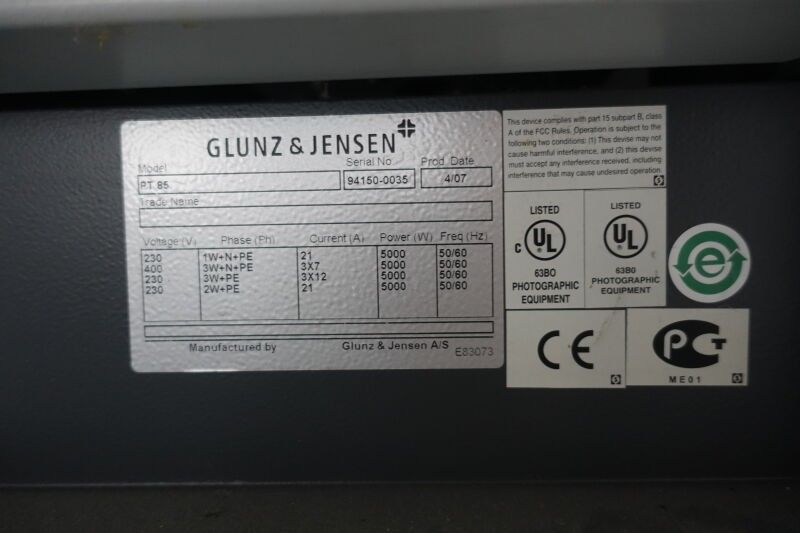 GLUNZ & JENSEN
Model Serial No Prod. Date
P.T. 85 94150-0035 4/07
Trade Name
Voltage (V) Phase (Ph) Current (A) Power (W) Freq (Hz)
230 1W+N+PE 21 5000 50/60
400 3W+N+PE 3X7 5000 50/60
230 3W+PE 3X12 5000 50/60
230 2W+PE 21 5000 50/60
Manufactured by Glunz & Jensen A/S E83073
This device complies with part 15 subpart B, class
A of the FCC Rules. Operation is subject to the
following two conditions: (1) This device may not
cause harmful interference, and (2) this device
must accept any interference received, including
interference that may cause undesired operation.
LISTED
C UL
63BO
PHOTOGRAPHIC
EQUIPMENT
LISTED
UL
63B0
PHOTOGRAPHIC
EQUIPMENT
e
CE
РСТ
ME01